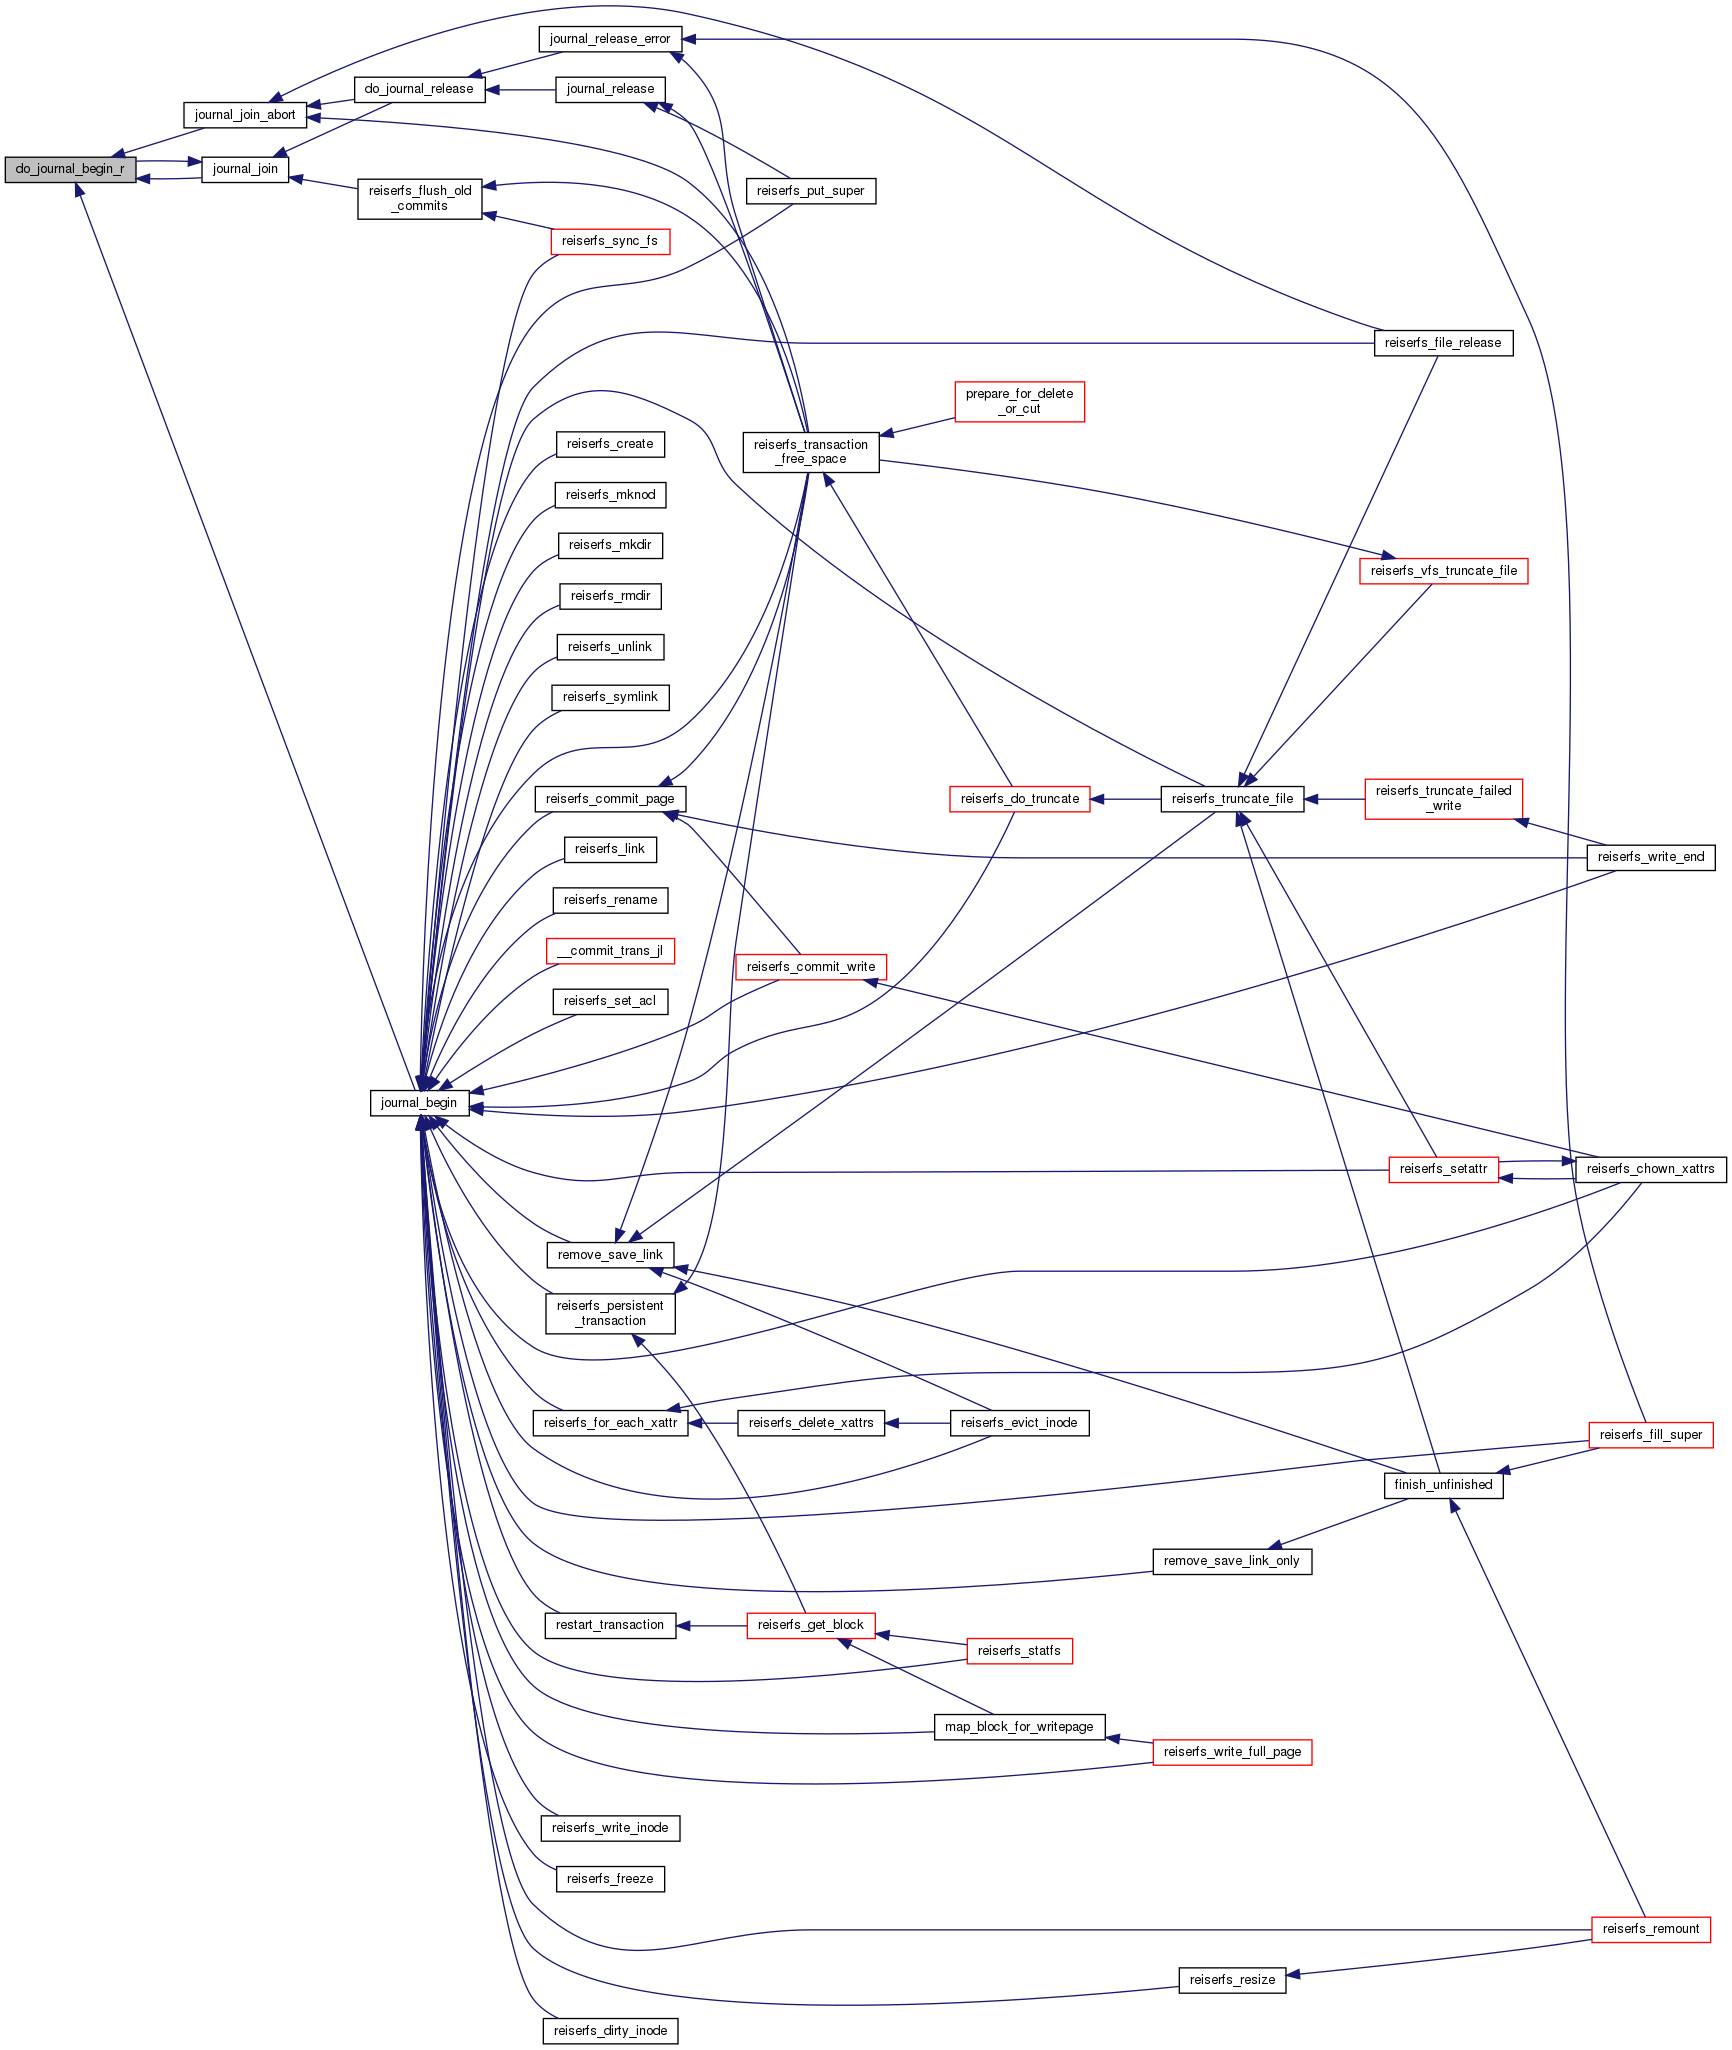 journal_release_error
do_journal_release
journal_release
journal_join_abort
do_journal_begin_r
journal_join
reiserfs_flush_old
_commits
reiserfs_put_super
reiserfs_sync_fs
reiserfs_file_release
prepare_for_delete
_or_cut
reiserfs_create
reiserfs_transaction
_free_space
reiserfs_mknod
reiserfs_mkdir
reiserfs_vfs_truncate_file
reiserfs_rmdir
reiserfs_unlink
reiserfs_symlink
reiserfs_commit_page
reiserfs_do_truncate
reiserfs_truncate_file
reiserfs_truncate_failed
_write
reiserfs_link
reiserfs_write_end
reiserfs_rename
__commit_trans_jl
reiserfs_commit_write
reiserfs_set_acl
journal_begin
reiserfs_setattr
reiserfs_chown_xattrs
remove_save_link
reiserfs_persistent
_transaction
reiserfs_for_each_xattr
reiserfs_delete_xattrs
reiserfs_evict_inode
reiserfs_fill_super
finish_unfinished
remove_save_link_only
restart_transaction
reiserfs_get_block
reiserfs_statfs
map_block_for_writepage
reiserfs_write_full_page
reiserfs_write_inode
reiserfs_freeze
reiserfs_remount
reiserfs_resize
reiserfs_dirty_inode